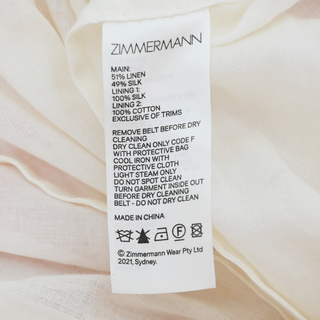 ZIMMERMANN
MAIN:
51% LINEN
49% SILK
LINING 1:
100% SILK
LINING 2:
100% COTTON
EXCLUSIVE OF TRIMS
REMOVE BELT BEFORE DRY
CLEANING
DRY CLEAN ONLY CODE F
WITH PROTECTIVE BAG
COOL IRON WITH
PROTECTIVE CLOTH
LIGHT STEAM ONLY
DO NOT SPOT CLEAN
TURN GARMENT INSIDE OUT
BEFORE DRY CLEANING
BELT - DO NOT DRY CLEAN
MADE IN CHINA
F
© Zimmermann Wear Pty Ltd
2021, Sydney.